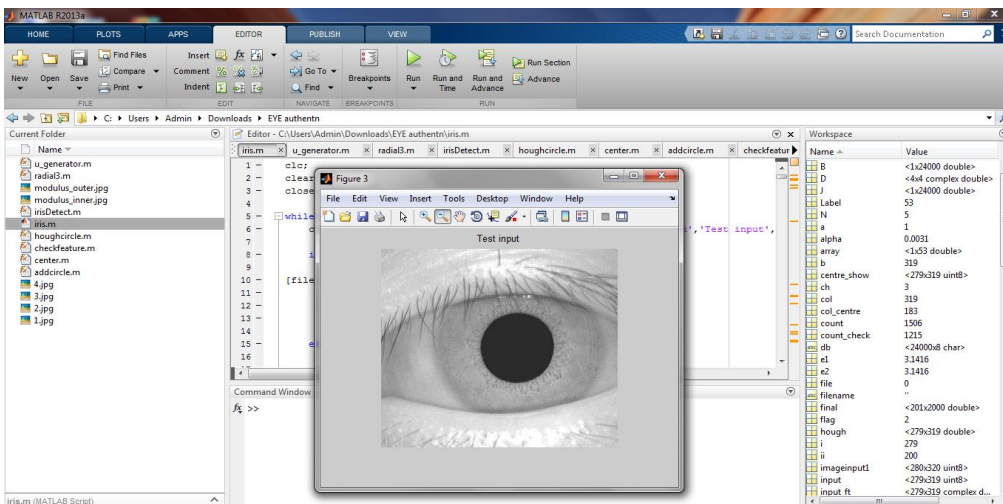 MATLAB R2013a
HOME PLOTS APPS EDITOR PUBLISH VIEW
Search Documentation
New Open Save
Find Files
Compare
Print
Insert
Comment
Indent
Go To
Find
Breakpoints Run Run and Time Run and Advance
Run Section
Advance
FILE EDIT NAVIGATE BREAKPOINTS RUN
C: Users Admin Downloads EYE authentn
Current Folder
Name
u_generator.m
radial3.m
modulus_outer.jpg
modulus_inner.jpg
irisDetect.m
iris.m
houghcircle.m
checkfeature.m
center.m
addcircle.m
4.jpg
3.jpg
2.jpg
1.jpg
iris.m (MATLAB Script)
Editor - C:\Users\Admin\Downloads\EYE authentn\iris.m
iris.m u_generator.m radial3.m irisDetect.m houghcircle.m center.m addcircle.m checkfeatur
1 - clc;
2 - clear
3 - close
4
5 - while
6 - ,'Test input',
7
8 -
9
10 - [file
11 -
12 -
13 -
14
15 -
16
Figure 3
File Edit View Insert Tools Desktop Window Help
Test input
Command Window
fx >>
Workspace
Name Value
B <1x24000 double>
D <4x4 complex double>
J <1x24000 double>
Label 53
N 5
a 1
alpha 0.0031
array <1x53 double>
b 319
centre_show <279x319 uint8>
ch 3
col 319
col_centre 183
count 1506
count_check 1215
db <24000x8 char>
e1 3.1416
e2 3.1416
file 0
filename ''
final <201x2000 double>
flag 2
hough <279x319 double>
i 279
ii 200
imageinput1 <280x320 uint8>
input <279x319 uint8>
input_ft <279x319 complex d...